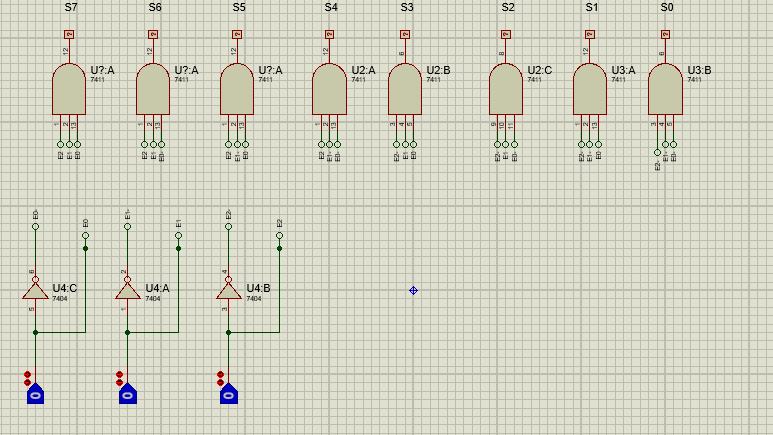 S7 S6 S5 S4 S3 S2 S1 S0
? ? ? ? ? ? ? ?
12 12 12 12 6 8 12 6
U?:A U?:A U?:A U2:A U2:B U2:C U3:A U3:B
7411 7411 7411 7411 7411 7411 7411 7411
1 2 13 1 2 13 1 2 13 1 2 13 3 4 5 9 10 11 1 2 13 3 4 5
E2 E1 E0 E2 E1 E0- E2 E1- E0 E2 E1- E0- E2- E1 E0 E2- E1 E0- E2- E1- E0 E2- E1- E0-
E0- E0 E1- E1 E2- E2
6 2 4
U4:C U4:A U4:B
7404 7404 7404
5 1 3
0 0 0